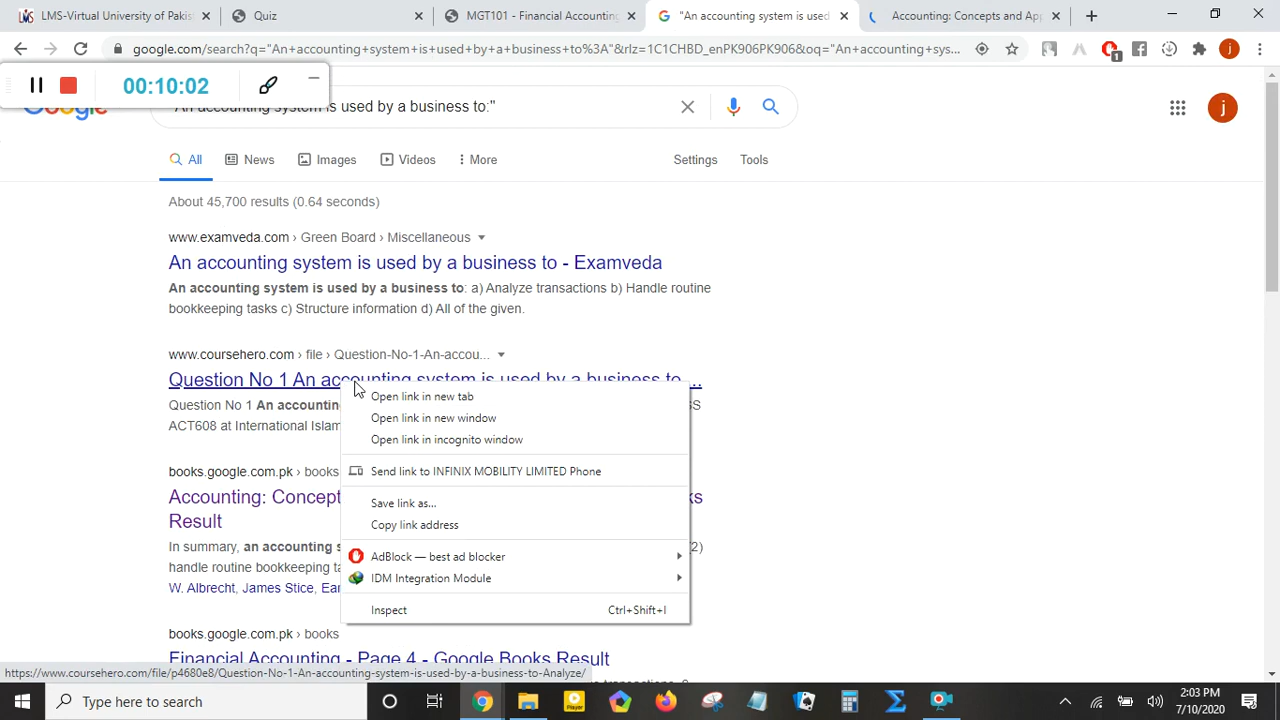 LMS-Virtual University of Pakis
Quiz
MGT101 - Financial Accounting
"An accounting system is used
Accounting: Concepts and App
google.com/search?q="An+accounting+system+is+used+by+a+business+to%3A"&rlz=1C1CHBD_enPK906PK906&oq="An+accounting+sys...
1
j
00:10:02
Google
An accounting system is used by a business to:"
j
All
News
Images
Videos
More
Settings
Tools
About 45,700 results (0.64 seconds)
www.examveda.com › Green Board › Miscellaneous
An accounting system is used by a business to - Examveda
An accounting system is used by a business to: a) Analyze transactions b) Handle routine
bookkeeping tasks c) Structure information d) All of the given.
www.coursehero.com › file › Question-No-1-An-accou...
Question No 1 An accounting system is used by a business to ...
Question No 1 An accountin
SS
ACT608 at International Islam
Open link in new tab
Open link in new window
Open link in incognito window
Send link to INFINIX MOBILITY LIMITED Phone
Save link as...
Copy link address
AdBlock — best ad blocker
IDM Integration Module
Inspect
Ctrl+Shift+I
books.google.com.pk › books
Accounting: Concept
ks
Result
In summary, an accounting s
2)
handle routine bookkeeping ta
W. Albrecht, James Stice, Ear
books.google.com.pk › books
Financial Accounting - Page 4 - Google Books Result
https://www.coursehero.com/file/p4680e8/Question-No-1-An-accounting-system-is-used-by-a-business-to-Analyze/
Type here to search
Player
2:03 PM
7/10/2020